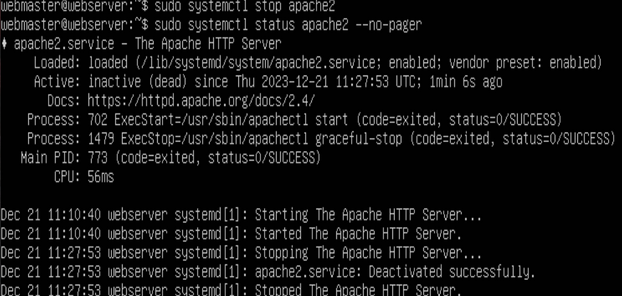 webmaster@webserver:~$ sudo systemctl stop apache2
webmaster@webserver:~$ sudo systemctl status apache2 --no-pager
♦ apache2.service - The Apache HTTP Server
Loaded: loaded (/lib/systemd/system/apache2.service; enabled; vendor preset: enabled)
Active: inactive (dead) since Thu 2023-12-21 11:27:53 UTC; 1min 6s ago
Docs: https://httpd.apache.org/docs/2.4/
Process: 702 ExecStart=/usr/sbin/apachectl start (code=exited, status=0/SUCCESS)
Process: 1479 ExecStop=/usr/sbin/apachectl graceful-stop (code=exited, status=0/SUCCESS)
Main PID: 773 (code=exited, status=0/SUCCESS)
CPU: 56ms
Dec 21 11:10:40 webserver systemd[1]: Starting The Apache HTTP Server...
Dec 21 11:10:40 webserver systemd[1]: Started The Apache HTTP Server.
Dec 21 11:27:53 webserver systemd[1]: Stopping The Apache HTTP Server...
Dec 21 11:27:53 webserver systemd[1]: apache2.service: Deactivated successfully.
Dec 21 11:27:53 webserver systemd[1]: Stopped The Apache HTTP Server.